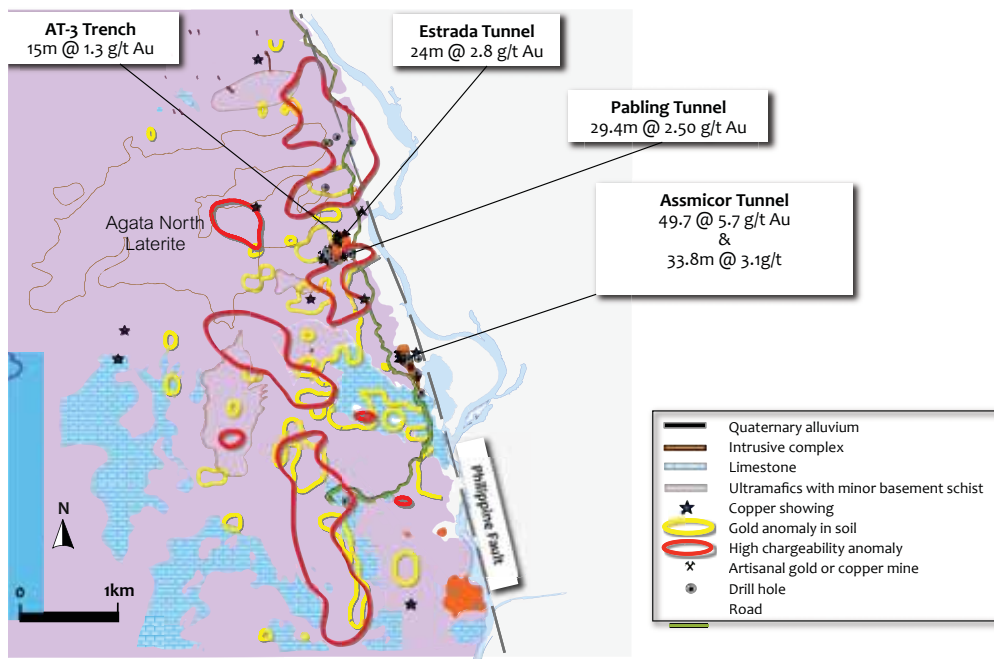 AT-3 Trench
15m @ 1.3 g/t Au
Estrada Tunnel
24m @ 2.8 g/t Au
Pabling Tunnel
29.4m @ 2.50 g/t Au
Assmicor Tunnel
49.7 @ 5.7 g/t Au
&
33.8m @ 3.1g/t
Agata North
Laterite
Philippine Fault
N
0
1km
Quaternary alluvium
Intrusive complex
Limestone
Ultramafics with minor basement schist
Copper showing
Gold anomaly in soil
High chargeability anomaly
Artisanal gold or copper mine
Drill hole
Road